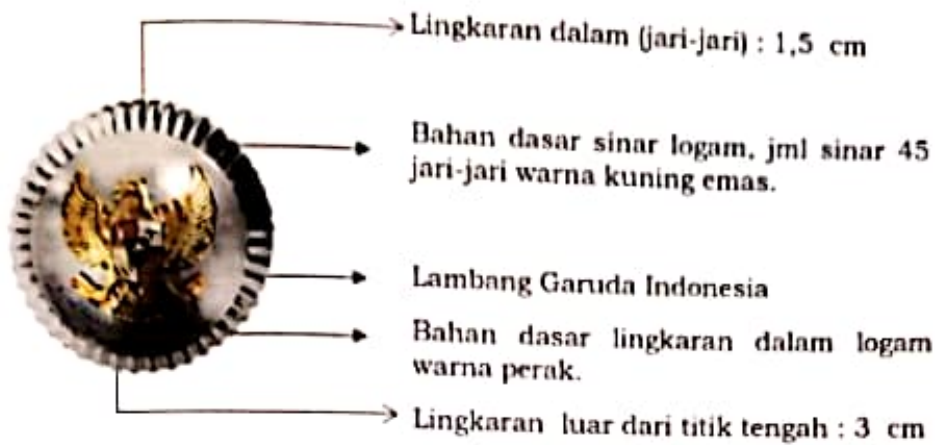 Lingkaran dalam (jari-jari) : 1,5 cm
Bahan dasar sinar logam, jml sinar 45
jari-jari warna kuning emas.
Lambang Garuda Indonesia
Bahan dasar lingkaran dalam logam
warna perak.
Lingkaran luar dari titik tengah : 3 cm